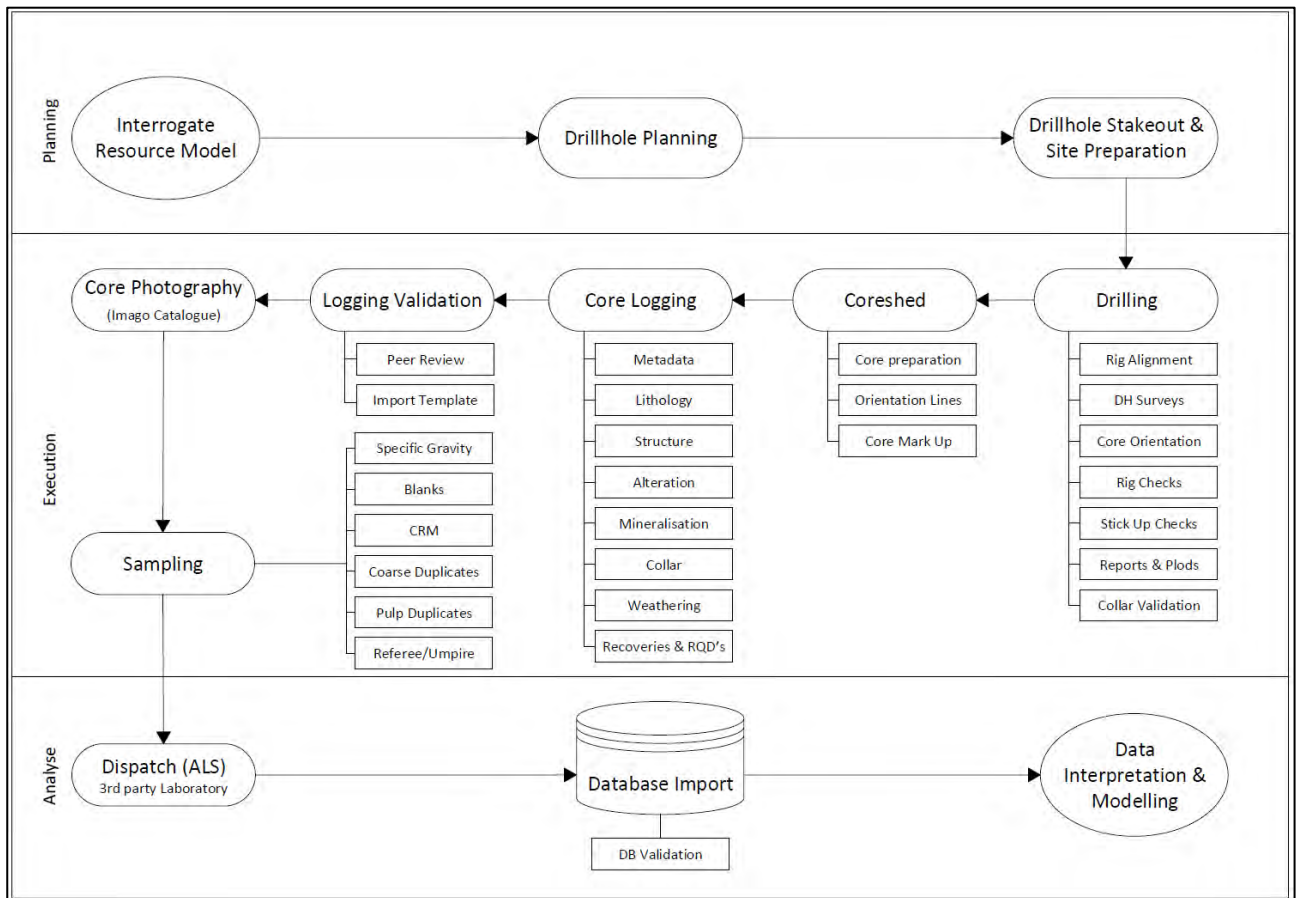 Planning
Interrogate
Resource Model
Drillhole Planning
Drillhole Stakeout &
Site Preparation
Execution
Core Photography
(Imago Catalogue)
Logging Validation
Peer Review
Import Template
Core Logging
Metadata
Lithology
Structure
Alteration
Mineralisation
Collar
Weathering
Recoveries & RQD's
Coreshed
Core preparation
Orientation Lines
Core Mark Up
Drilling
Rig Alignment
DH Surveys
Core Orientation
Rig Checks
Stick Up Checks
Reports & Plods
Collar Validation
Sampling
Specific Gravity
Blanks
CRM
Coarse Duplicates
Pulp Duplicates
Referee/Umpire
Analyse
Dispatch (ALS)
3rd party Laboratory
Database Import
DB Validation
Data
Interpretation &
Modelling